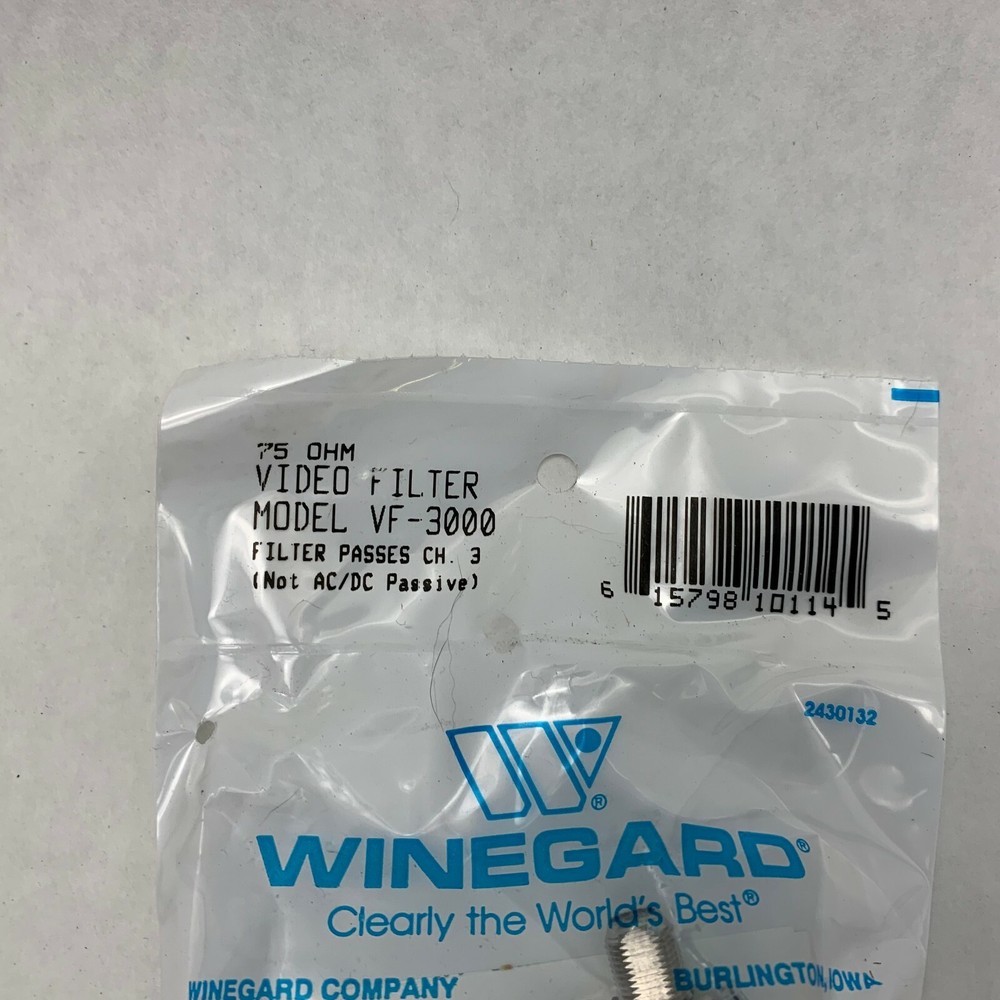 75 OHM
VIDEO FILTER
MODEL VF-3000
FILTER PASSES CH. 3
(Not AC/DC Passive)
6 15798 10114 5
2430132
W®
WINEGARD®
Clearly the World's Best®
WINEGARD COMPANY BURLINGTON, IOWA